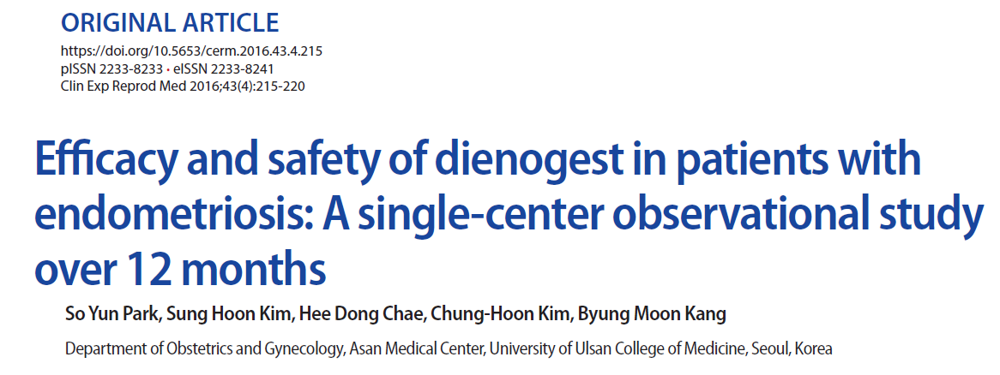 ORIGINAL ARTICLE
https://doi.org/10.5653/cerm.2016.43.4.215
pISSN 2233-8233 · eISSN 2233-8241
Clin Exp Reprod Med 2016;43(4):215-220
Efficacy and safety of dienogest in patients with
endometriosis: A single-center observational study
over 12 months
So Yun Park, Sung Hoon Kim, Hee Dong Chae, Chung-Hoon Kim, Byung Moon Kang
Department of Obstetrics and Gynecology, Asan Medical Center, University of Ulsan College of Medicine, Seoul, Korea